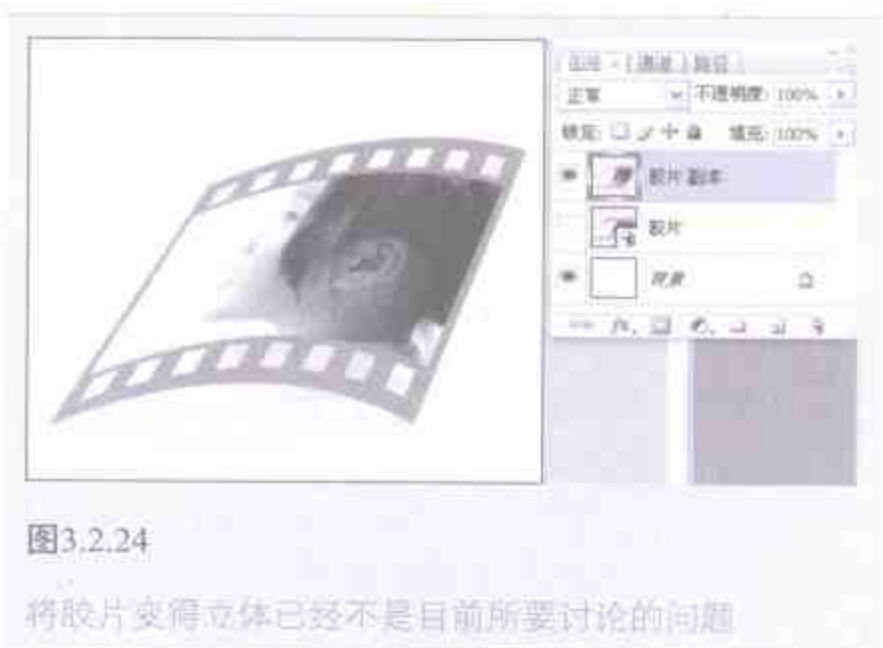 图层 通道 路径
正常 不透明度: 100%
锁定: 填充: 100%
胶片 副本
胶片
背景
fx.
图3.2.24
将胶片变得立体已经不是目前所要讨论的问题